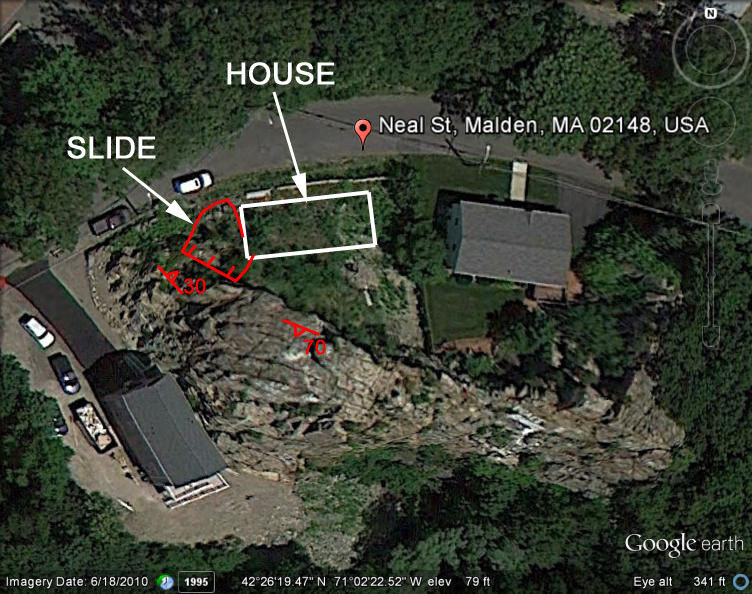 N
HOUSE
Neal St, Malden, MA 02148, USA
SLIDE
30
70
Google earth
Imagery Date: 6/18/2010 1995 42°26'19.47" N 71°02'22.52" W elev 79 ft Eye alt 341 ft